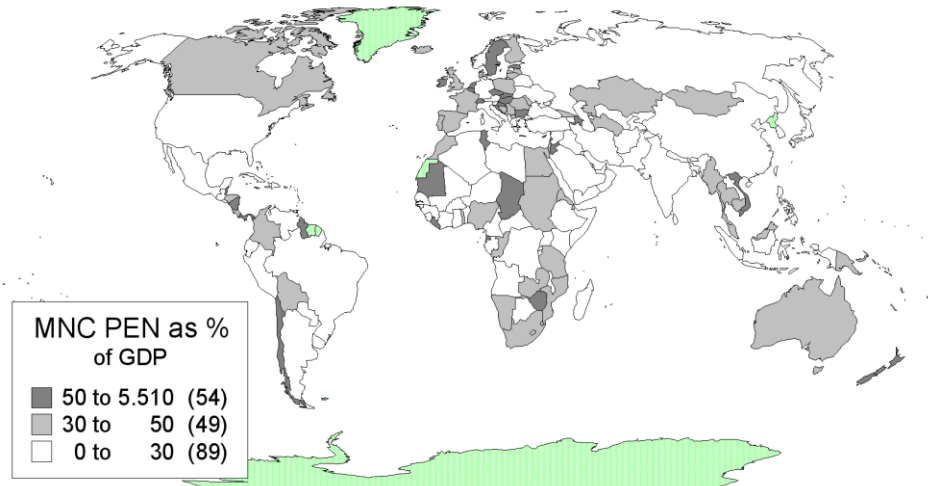 MNC PEN as %
of GDP
50 to 5.510 (54)
30 to 50 (49)
0 to 30 (89)